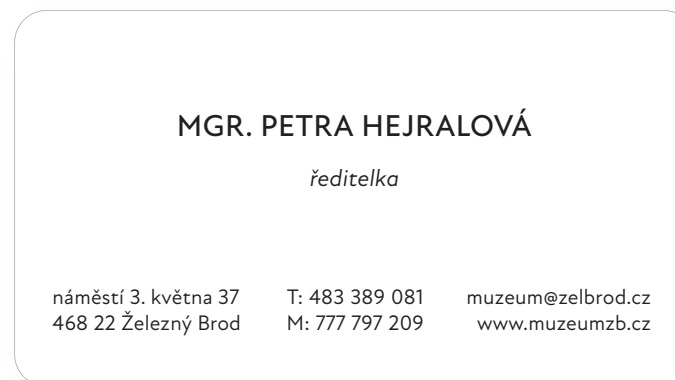 MGR. PETRA HEJRALOVÁ
ředitelka
náměstí 3. května 37
468 22 Železný Brod
T: 483 389 081
M: 777 797 209
muzeum@zelbrod.cz
www.muzeumzb.cz